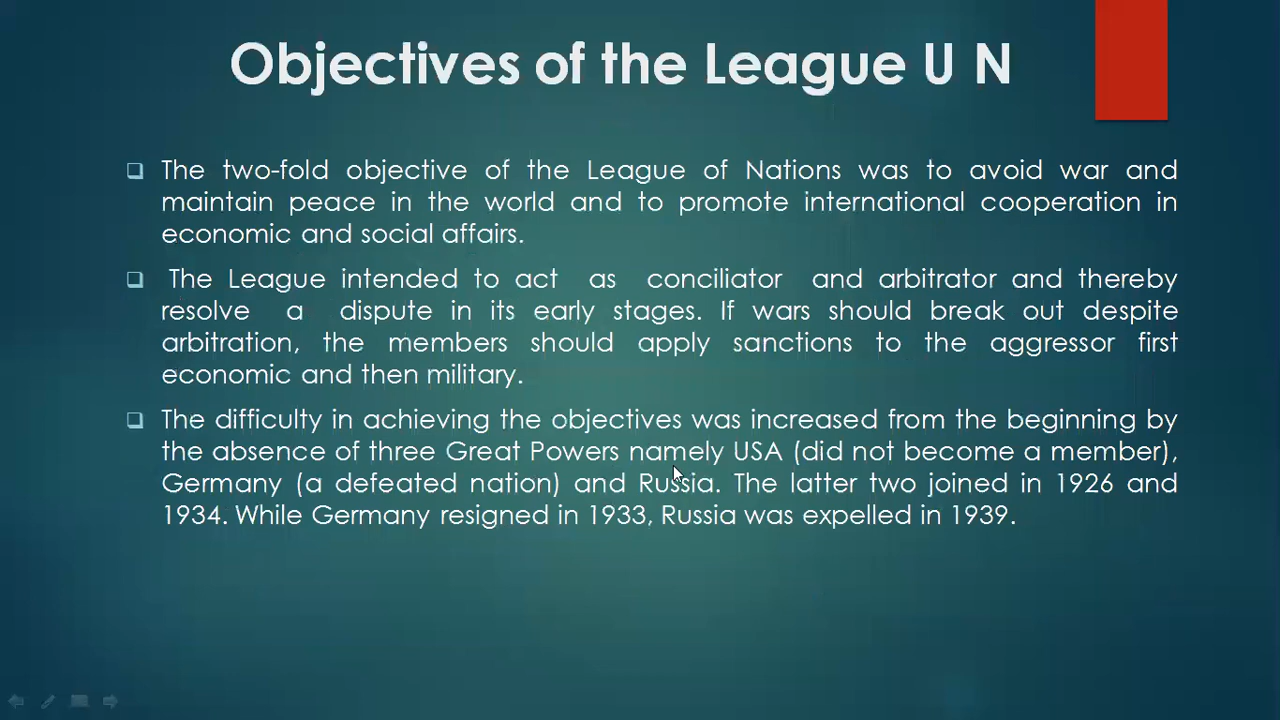 Objectives of the League U N
The two-fold objective of the League of Nations was to avoid war and
maintain peace in the world and to promote international cooperation in
economic and social affairs.
The League intended to act as conciliator and arbitrator and thereby
resolve a dispute in its early stages. If wars should break out despite
arbitration, the members should apply sanctions to the aggressor first
economic and then military.
The difficulty in achieving the objectives was increased from the beginning by
the absence of three Great Powers namely USA (did not become a member),
Germany (a defeated nation) and Russia. The latter two joined in 1926 and
1934. While Germany resigned in 1933, Russia was expelled in 1939.